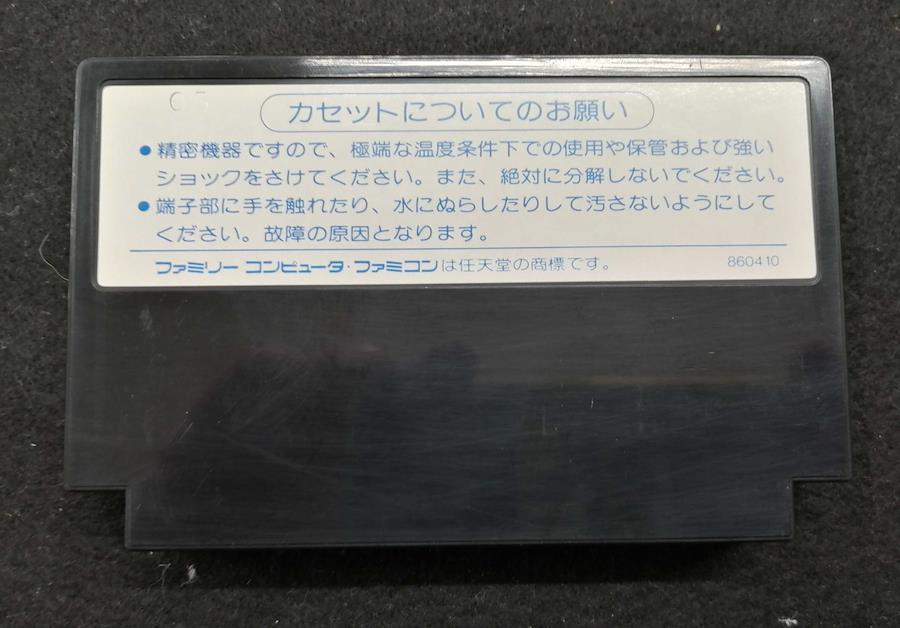 カセットについてのお願い
●精密機器ですので、極端な温度条件下での使用や保管および強い
ショックをさけてください。また、絶対に分解しないでください。
●端子部に手を触れたり、水にぬらしたりして汚さないようにして
ください。故障の原因となります。
ファミリーコンピュータ・ファミコンは任天堂の商標です。 860410